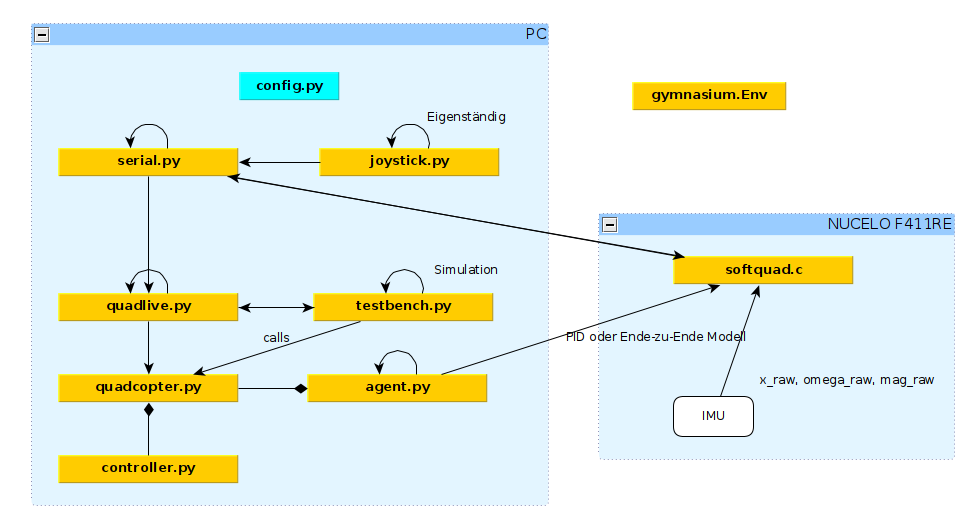 PC
config.py
gymnasium.Env
Eigenständig
serial.py
joystick.py
NUCELO F411RE
softquad.c
Simulation
quadlive.py
testbench.py
calls
PID oder Ende-zu-Ende Modell
quadcopter.py
agent.py
x_raw, omega_raw, mag_raw
IMU
controller.py